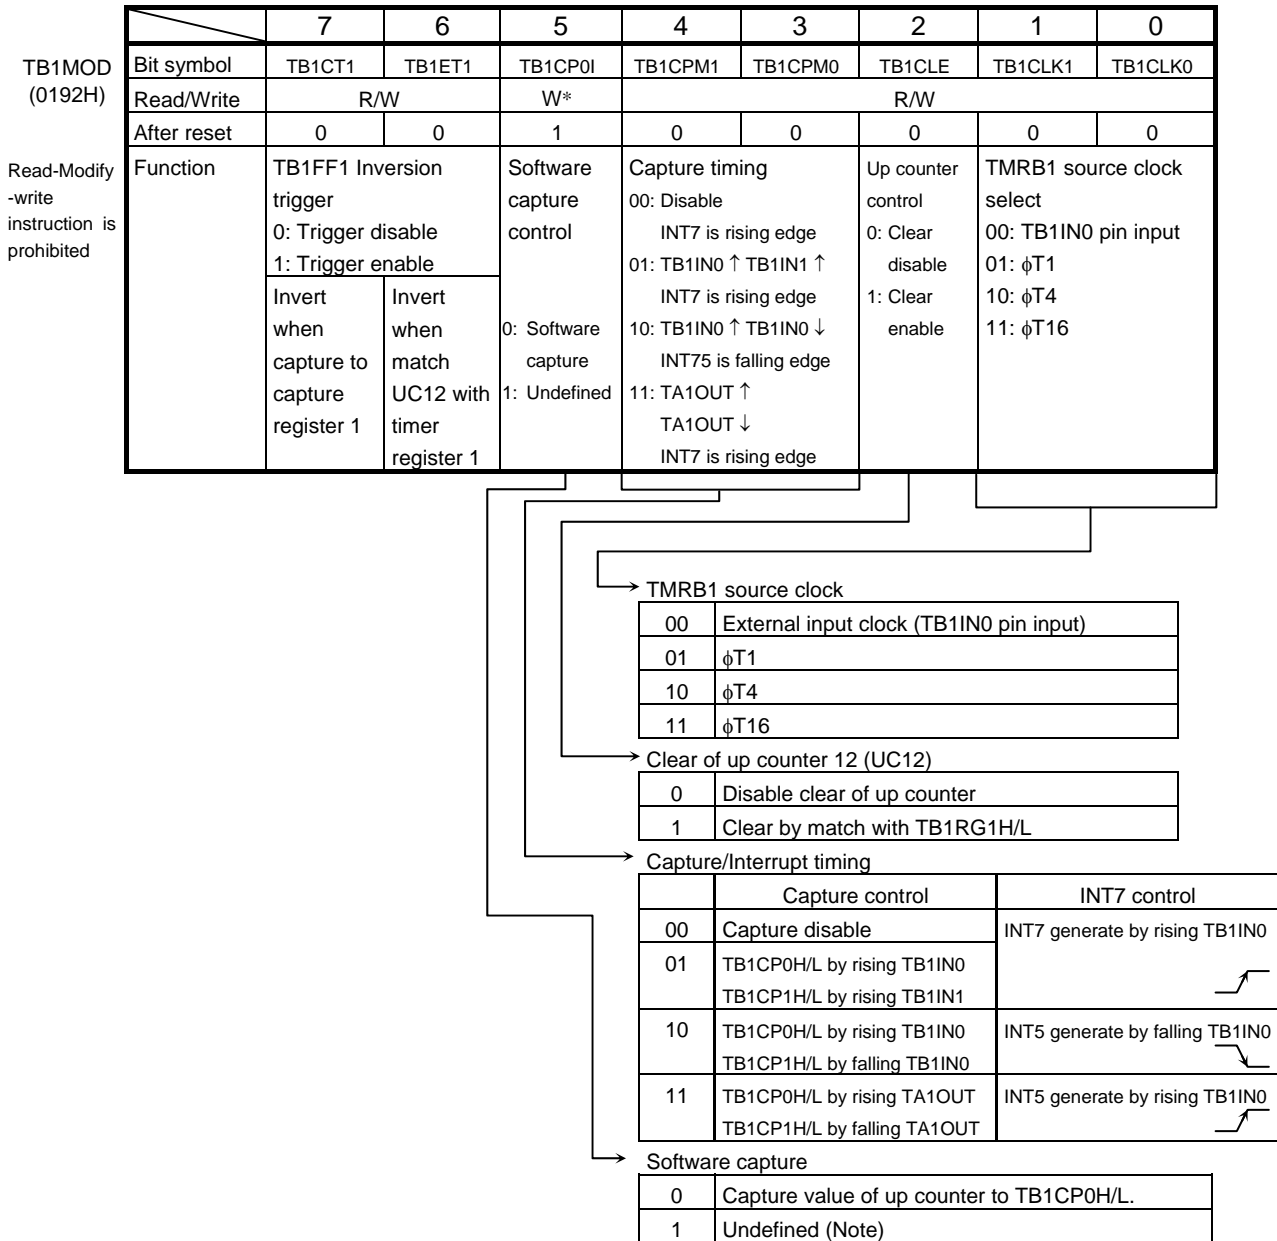 7 6 5 4 3 2 1 0
TB1MOD
(0192H)
Bit symbol TB1CT1 TB1ET1 TB1CP0I TB1CPM1 TB1CPM0 TB1CLE TB1CLK1 TB1CLK0
Read/Write R/W W* R/W
After reset 0 0 1 0 0 0 0 0
Read-Modify
-write
instruction is
prohibited
Function
TB1FF1 Inversion
trigger
0: Trigger disable
1: Trigger enable
Invert
when
capture to
capture
register 1
Invert
when
match
UC12 with
timer
register 1
Software
capture
control
0: Software
capture
1: Undefined
Capture timing
00: Disable
INT7 is rising edge
01: TB1IN0 ↑ TB1IN1 ↑
INT7 is rising edge
10: TB1IN0 ↑ TB1IN0 ↓
INT75 is falling edge
11: TA1OUT ↑
TA1OUT ↓
INT7 is rising edge
Up counter
control
0: Clear
disable
1: Clear
enable
TMRB1 source clock
select
00: TB1IN0 pin input
01: ϕT1
10: ϕT4
11: ϕT16
TMRB1 source clock
00 External input clock (TB1IN0 pin input)
01 ϕT1
10 ϕT4
11 ϕT16
Clear of up counter 12 (UC12)
0 Disable clear of up counter
1 Clear by match with TB1RG1H/L
Capture/Interrupt timing
Capture control INT7 control
00 Capture disable INT7 generate by rising TB1IN0
01 TB1CP0H/L by rising TB1IN0
TB1CP1H/L by rising TB1IN1
10 TB1CP0H/L by rising TB1IN0 INT5 generate by falling TB1IN0
TB1CP1H/L by falling TB1IN0
11 TB1CP0H/L by rising TA1OUT INT5 generate by rising TB1IN0
TB1CP1H/L by falling TA1OUT
Software capture
0 Capture value of up counter to TB1CP0H/L.
1 Undefined (Note)